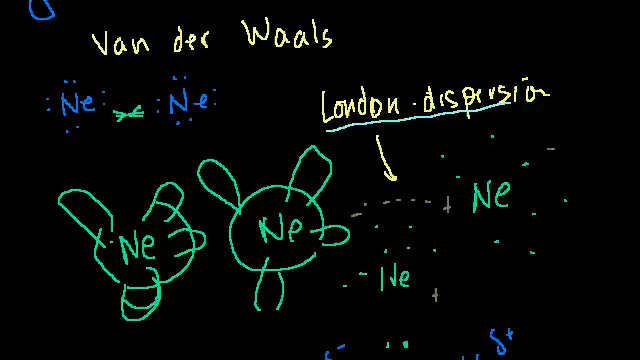 Van der Waals
:Ne: :Ne:
London dispersion
Ne
Ne
Ne
Ne
δ- δ+